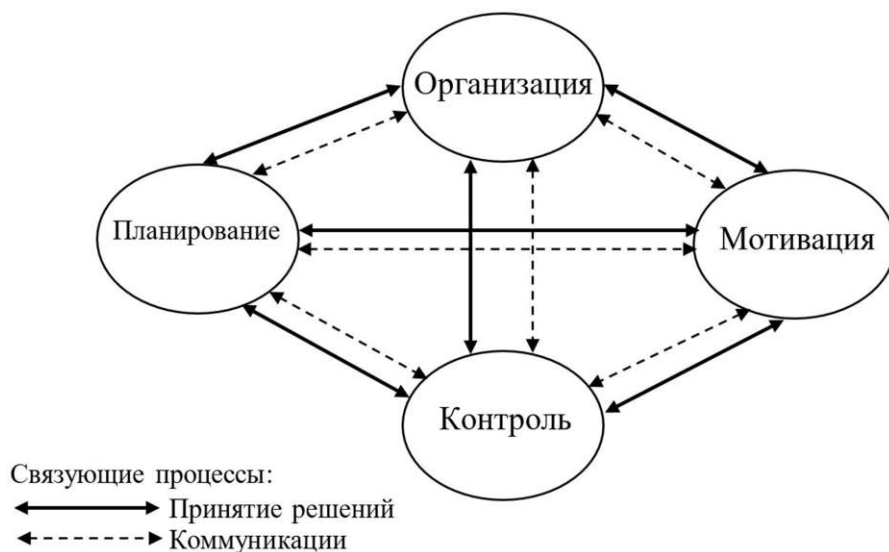 Организация
Планирование
Мотивация
Контроль
Связующие процессы:
Принятие решений
Коммуникации